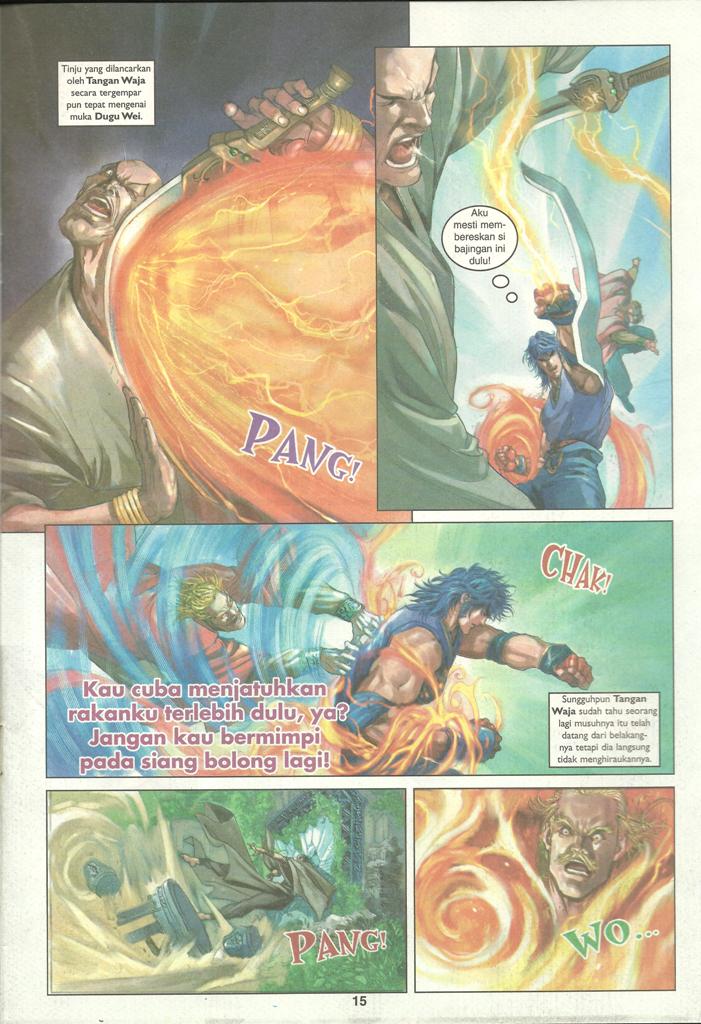 Tinju yang dilancarkan
oleh Tangan Waja
secara tergempar
pun tepat mengenai
muka Dugu Wei.
PANG!
Aku
mesti mem-
bereskan si
bajingan ini
dulu!
CHAK!
Kau cuba menjatuhkan
rakanku terlebih dulu, ya?
Jangan kau bermimpi
pada siang bolong lagi!
Sungguhpun Tangan
Waja sudah tahu seorang
lagi musuhnya itu telah
datang dari belakang-
nya tetapi dia langsung
tidak menghiraukannya.
PANG!
WO...
15